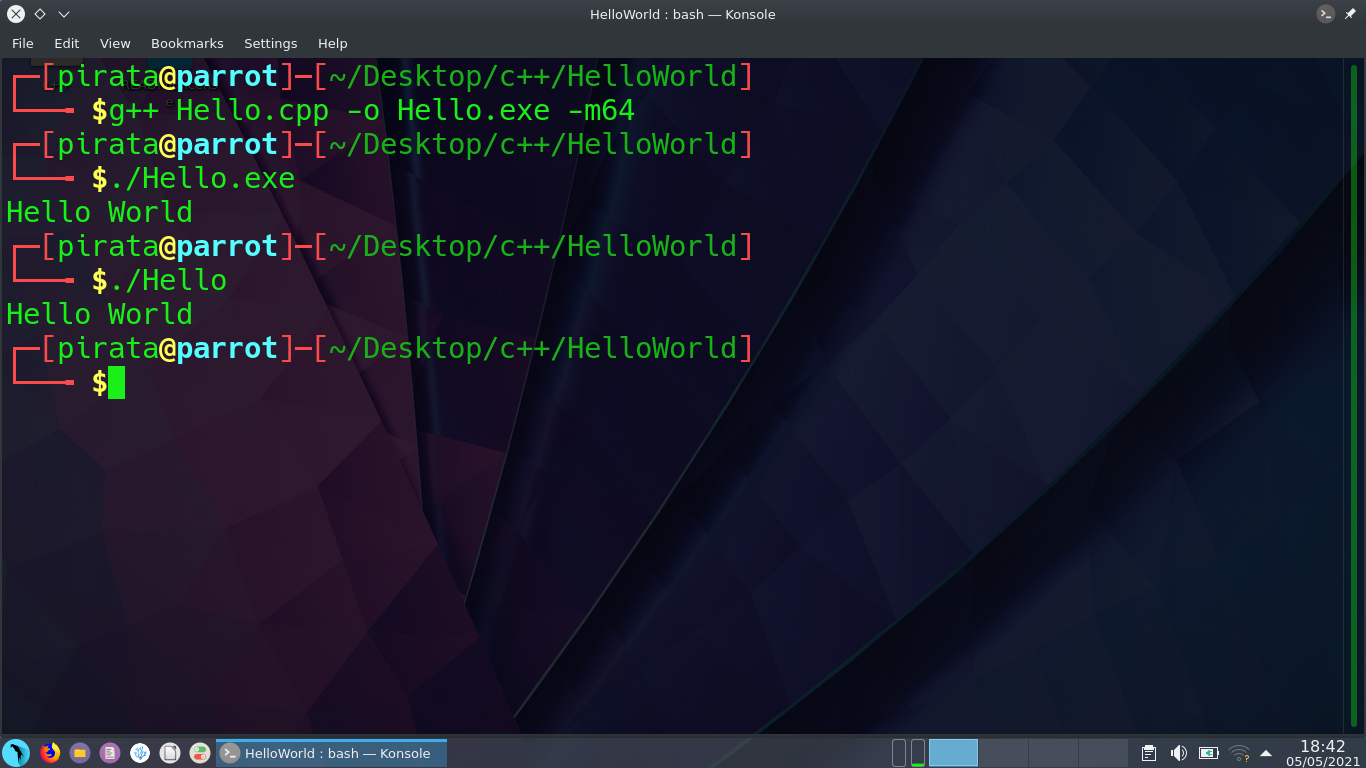 HelloWorld : bash — Konsole
File Edit View Bookmarks Settings Help
┌─[pirata@parrot]─[~/Desktop/c++/HelloWorld]
└──╼ $g++ Hello.cpp -o Hello.exe -m64
┌─[pirata@parrot]─[~/Desktop/c++/HelloWorld]
└──╼ $./Hello.exe
Hello World
┌─[pirata@parrot]─[~/Desktop/c++/HelloWorld]
└──╼ $./Hello
Hello World
┌─[pirata@parrot]─[~/Desktop/c++/HelloWorld]
└──╼ $
HelloWorld : bash — Konsole
18:42
05/05/2021